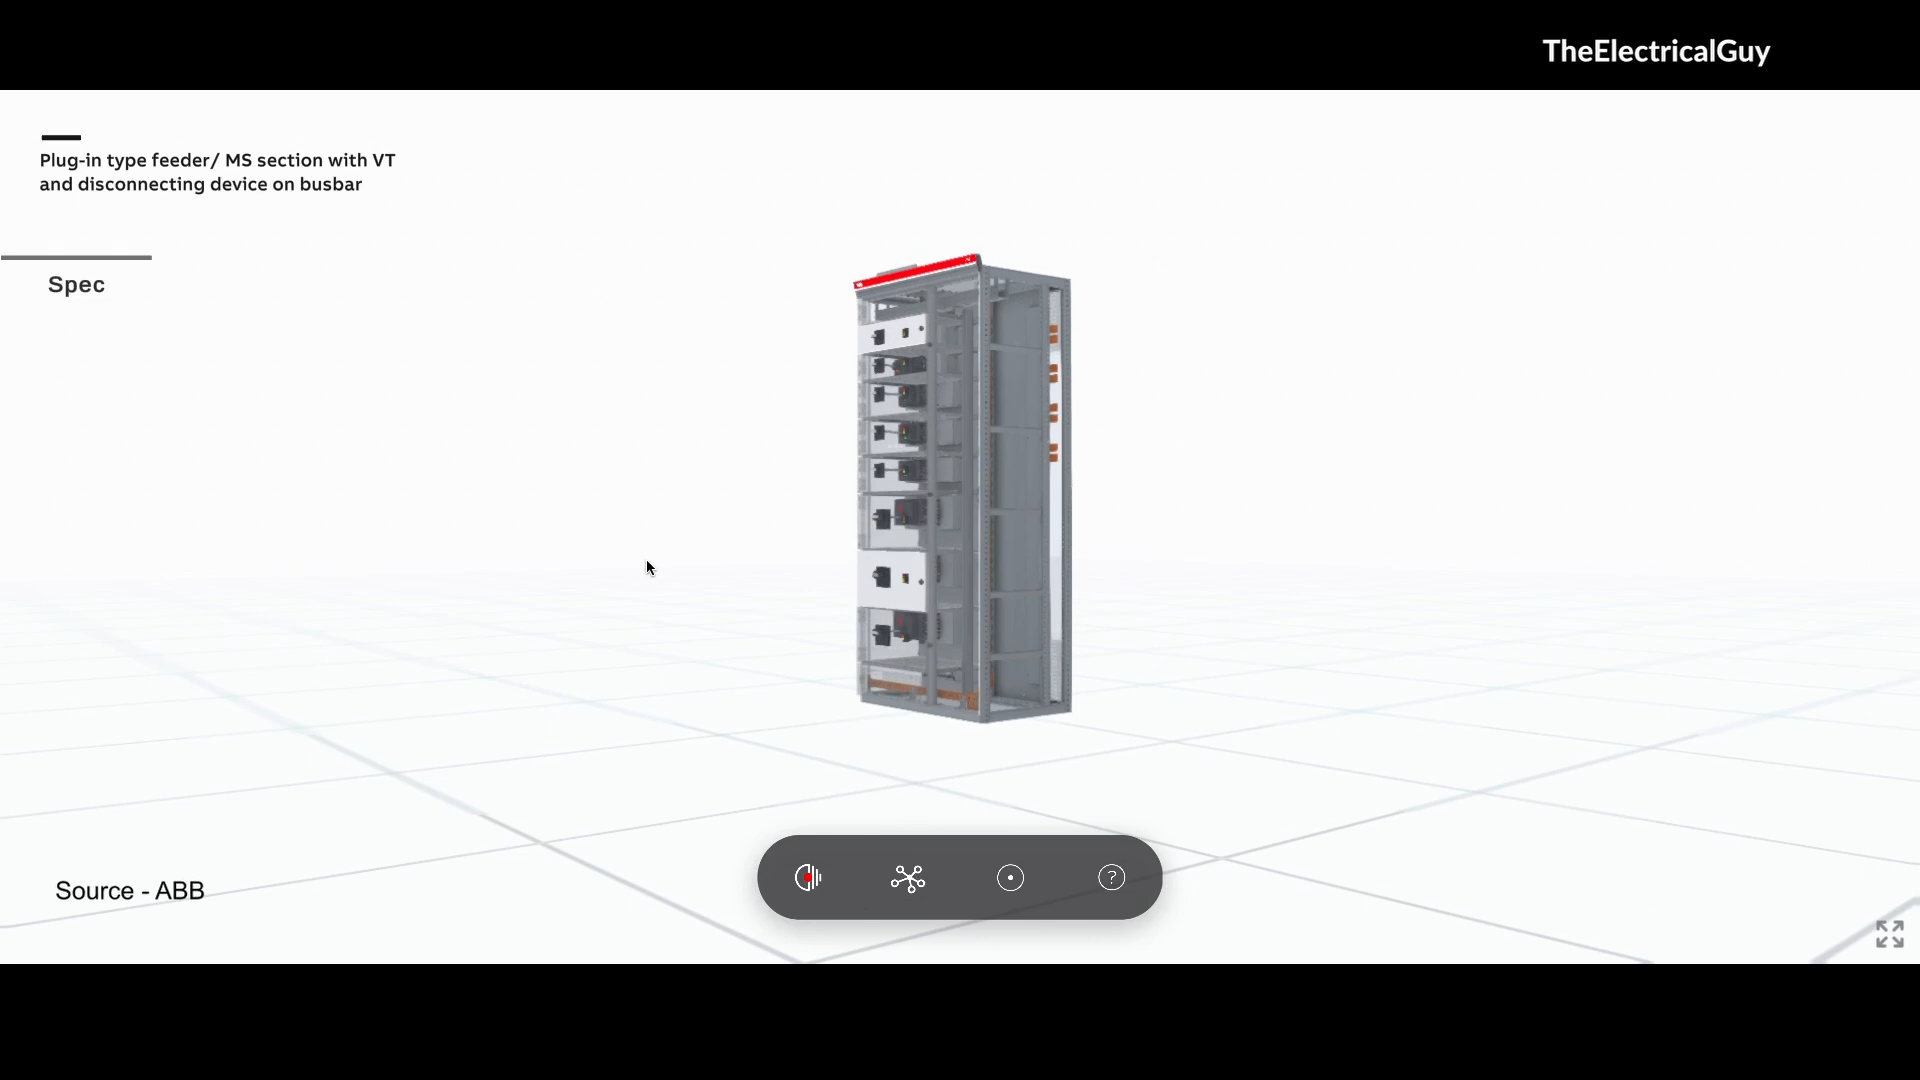 TheElectricalGuy
Plug-in type feeder/ MS section with VT
and disconnecting device on busbar
Spec
Source - ABB
?